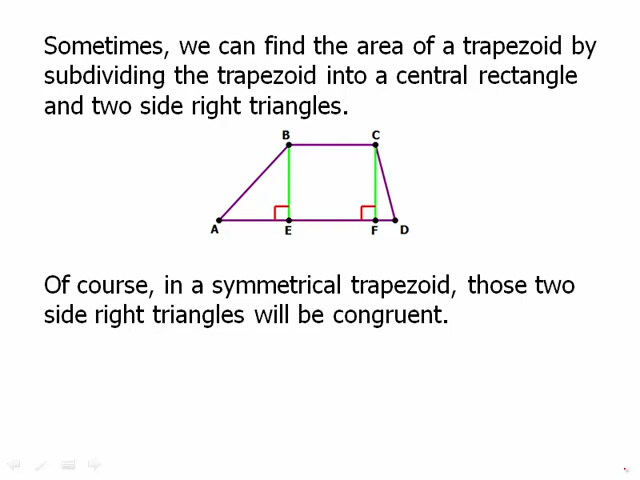 Sometimes, we can find the area of a trapezoid by
subdividing the trapezoid into a central rectangle
and two side right triangles.
B C
A E F D
Of course, in a symmetrical trapezoid, those two
side right triangles will be congruent.